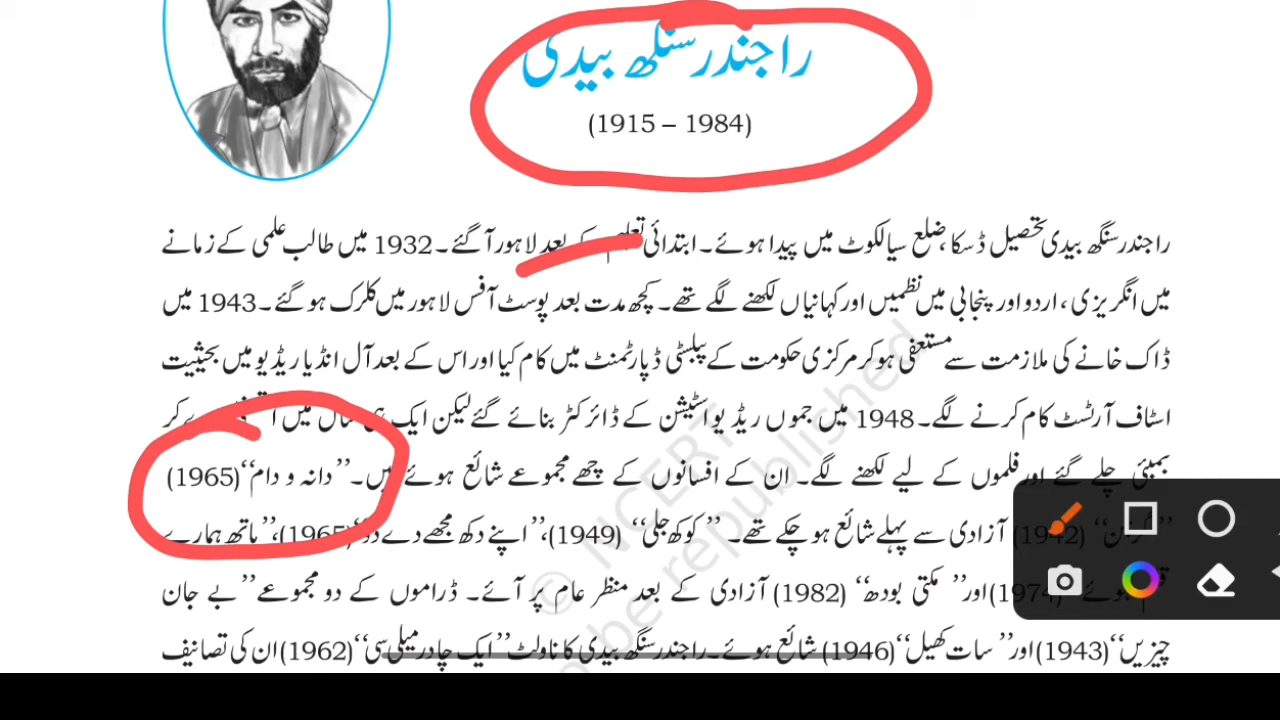 راجندر سنگھ بیدی
(1915 – 1984)
راجندر سنگھ بیدی تحصیل ڈسکا، ضلع سیالکوٹ میں پیدا ہوئے۔ ابتدائی تعلیم کے بعد لاہور آ گئے۔ 1932 میں طالب علمی کے زمانے
میں انگریزی، اردو اور پنجابی میں نظمیں اور کہانیاں لکھنے لگے تھے۔ کچھ مدت بعد پوسٹ آفس لاہور میں کلرک ہو گئے۔ 1943 میں
ڈاک خانے کی ملازمت سے مستعفی ہو کر مرکزی حکومت کے پبلسٹی ڈپارٹمنٹ میں کام کیا اور اس کے بعد آل انڈیا ریڈیو میں بحیثیت
اسٹاف آرٹسٹ کام کرنے لگے۔ 1948 میں جموں ریڈیو اسٹیشن کے ڈائرکٹر بنائے گئے لیکن ایک ہی سال میں کر
بمبئی چلے گئے اور فلموں کے لیے لکھنے لگے۔ ان کے افسانوں کے چھے مجموعے شائع ہوئے ہیں۔ ’’دانہ و دام‘‘ (1965)
(1942) آزادی سے پہلے شائع ہو چکے تھے۔ ’’کوکھ جلی‘‘ (1949)، ’’اپنے دکھ مجھے دے دو‘‘ (1965)، ’’ہاتھ ہمارے
ہوئے‘‘ (1974) اور ’’مکتی بودھ‘‘ (1982) آزادی کے بعد منظر عام پر آئے۔ ڈراموں کے دو مجموعے ’’بے جان
چیزیں‘‘ (1943) اور ’’سات کھیل‘‘ (1946) شائع ہوئے۔ راجندر سنگھ بیدی کا ناولٹ ’’ایک چادر میلی سی‘‘ (1962) ان کی تصانیف
© NCERT
be republished